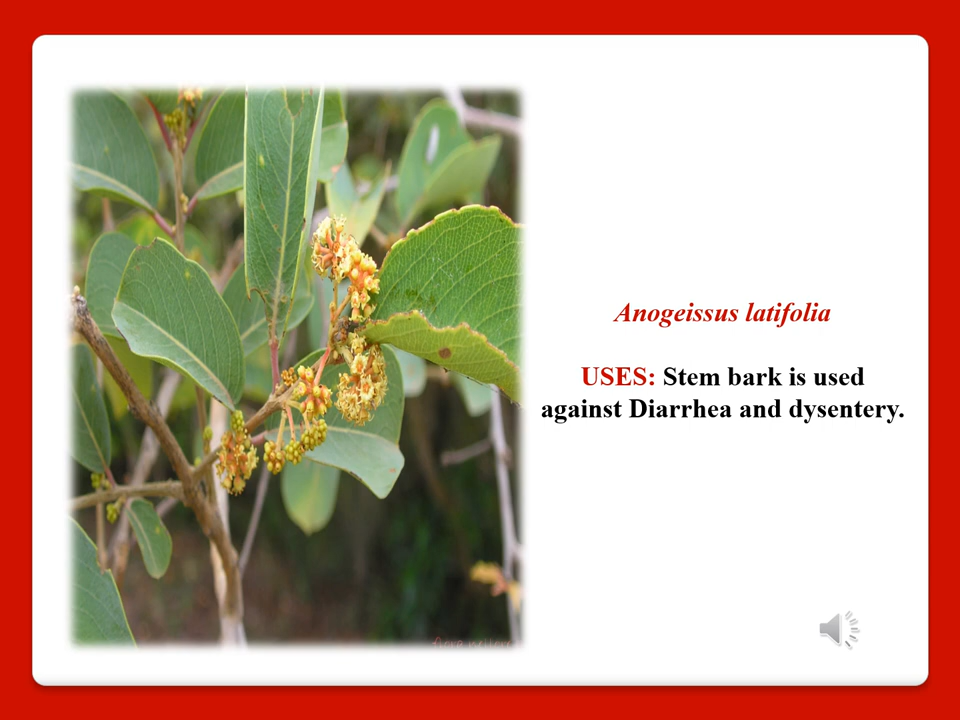 Anogeissus latifolia
USES: Stem bark is used
against Diarrhea and dysentery.